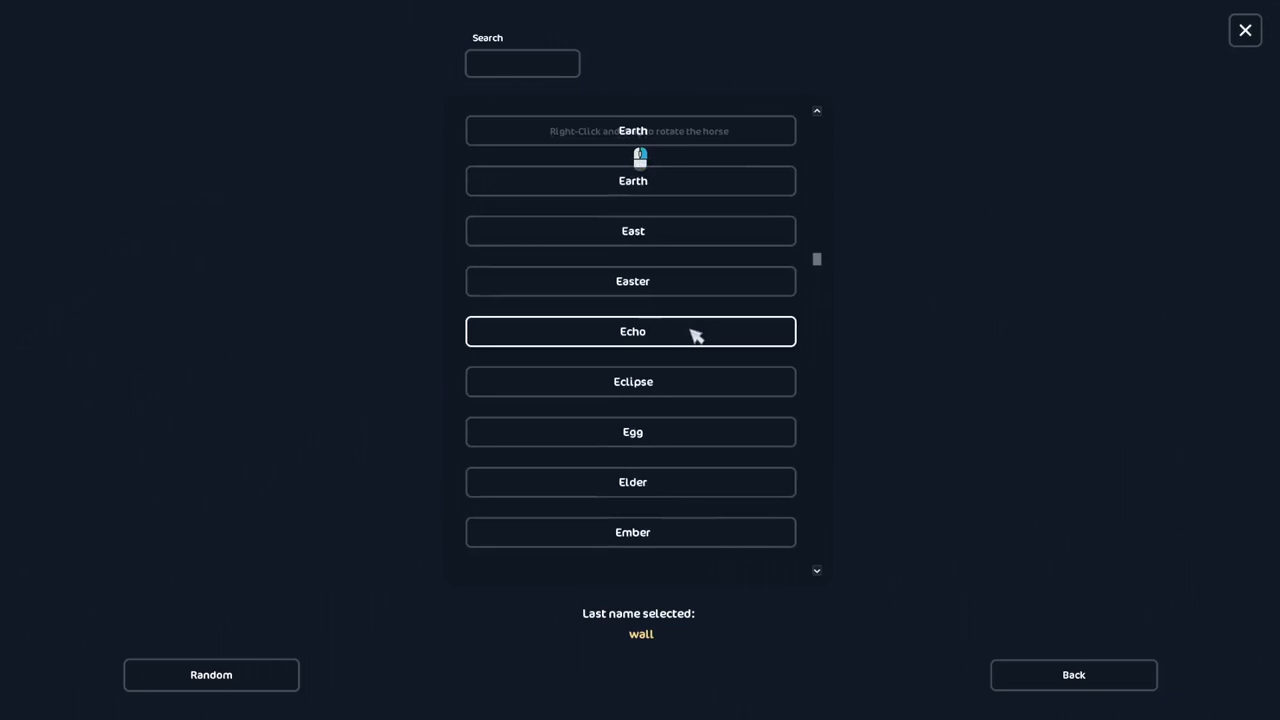 Search
Right-Click and to rotate the horse
Earth
Earth
East
Easter
Echo
Eclipse
Egg
Elder
Ember
Last name selected:
wall
Random
Back